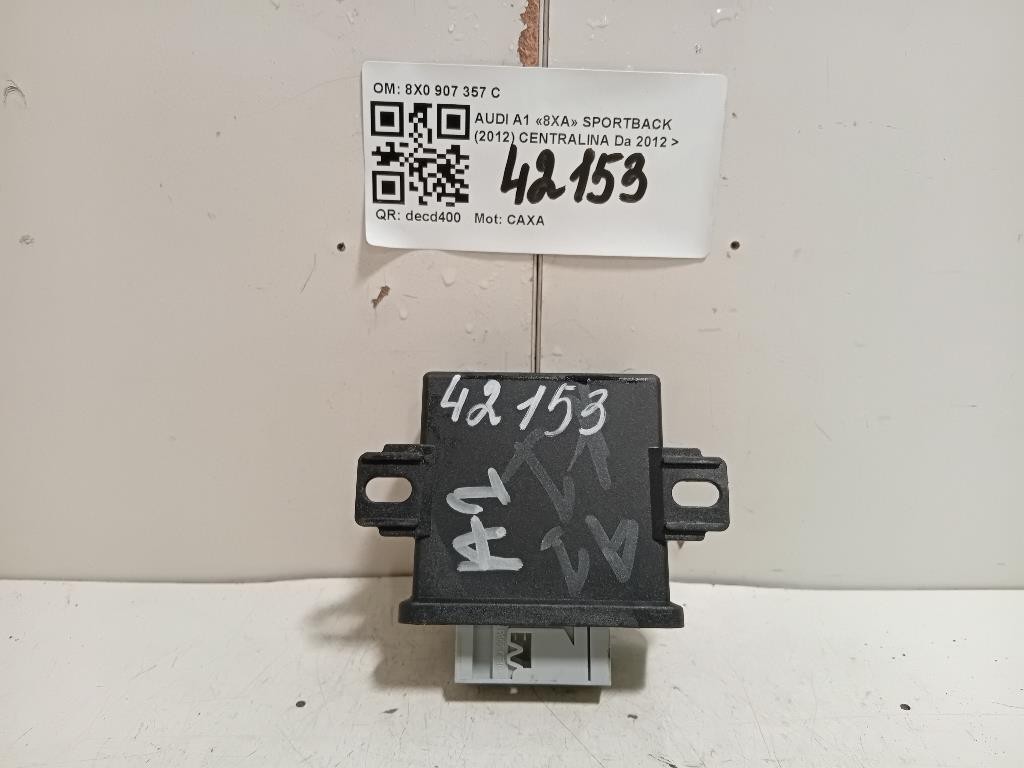 OM: 8X0 907 357 C
AUDI A1 «8XA» SPORTBACK
(2012) CENTRALINA Da 2012 >
42153
QR: decd400 Mot: CAXA
42153
A1